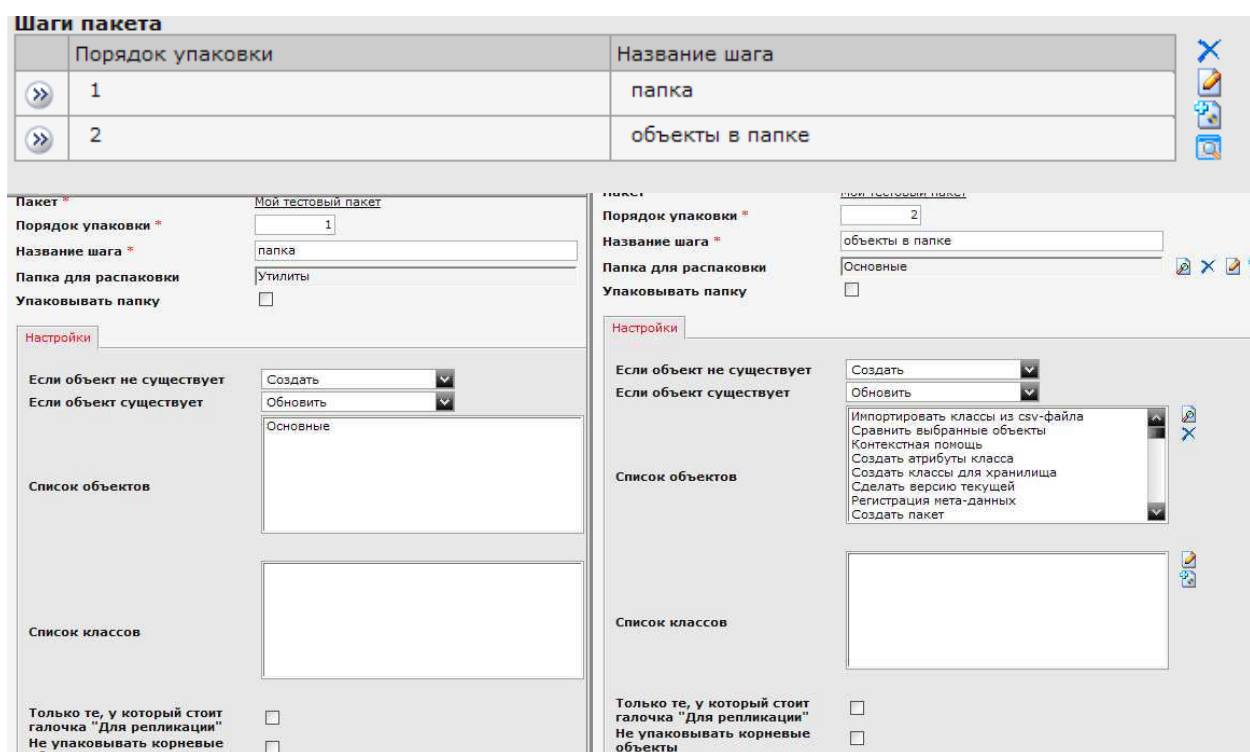 Шаги пакета
Порядок упаковки Название шага
1 папка
2 объекты в папке
Пакет * Мой тестовый пакет
Порядок упаковки * 1
Название шага * папка
Папка для распаковки Утилиты
Упаковывать папку
Настройки
Если объект не существует Создать
Если объект существует Обновить
Основные
Список объектов
Список классов
Только те, у который стоит
галочка "Для репликации"
Не упаковывать корневые
Пакет Мой тестовый пакет
Порядок упаковки * 2
Название шага * объекты в папке
Папка для распаковки Основные
Упаковывать папку
Настройки
Если объект не существует Создать
Если объект существует Обновить
Импортировать классы из csv-файла
Сравнить выбранные объекты
Контекстная помощь
Создать атрибуты класса
Создать классы для хранилища
Сделать версию текущей
Регистрация мета-данных
Создать пакет
Список объектов
Список классов
Только те, у который стоит
галочка "Для репликации"
Не упаковывать корневые
объекты